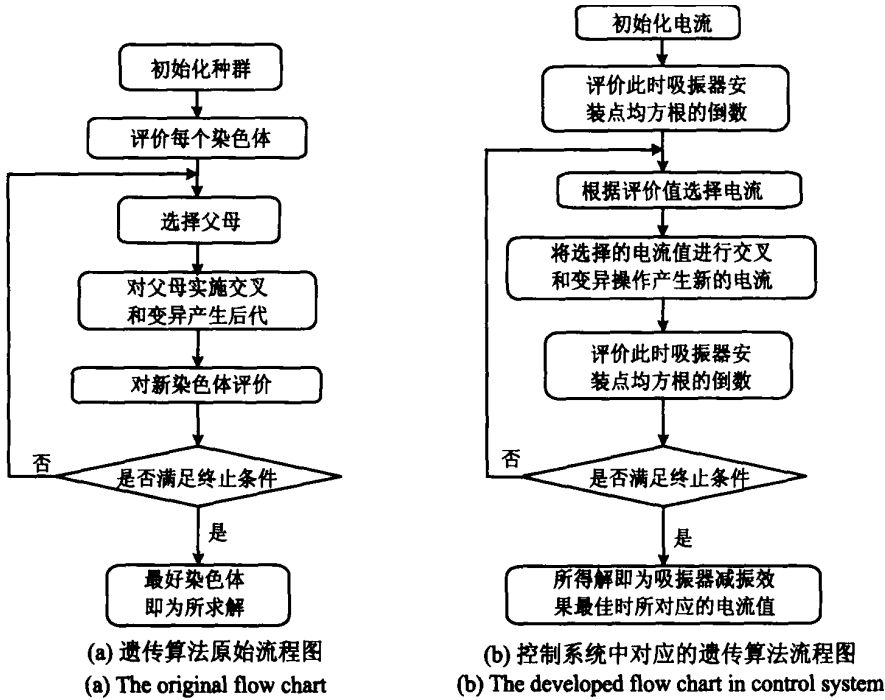 初始化种群
评价每个染色体
选择父母
对父母实施交叉
和变异产生后代
对新染色体评价
否
是否满足终止条件
是
最好染色体
即为所求解
(a) 遗传算法原始流程图
(a) The original flow chart
初始化电流
评价此时吸振器安
装点均方根的倒数
根据评价值选择电流
将选择的电流值进行交叉
和变异操作产生新的电流
评价此时吸振器安
装点均方根的倒数
否
是否满足终止条件
是
所得解即为吸振器减振效
果最佳时所对应的电流值
(b) 控制系统中对应的遗传算法流程图
(b) The developed flow chart in control system